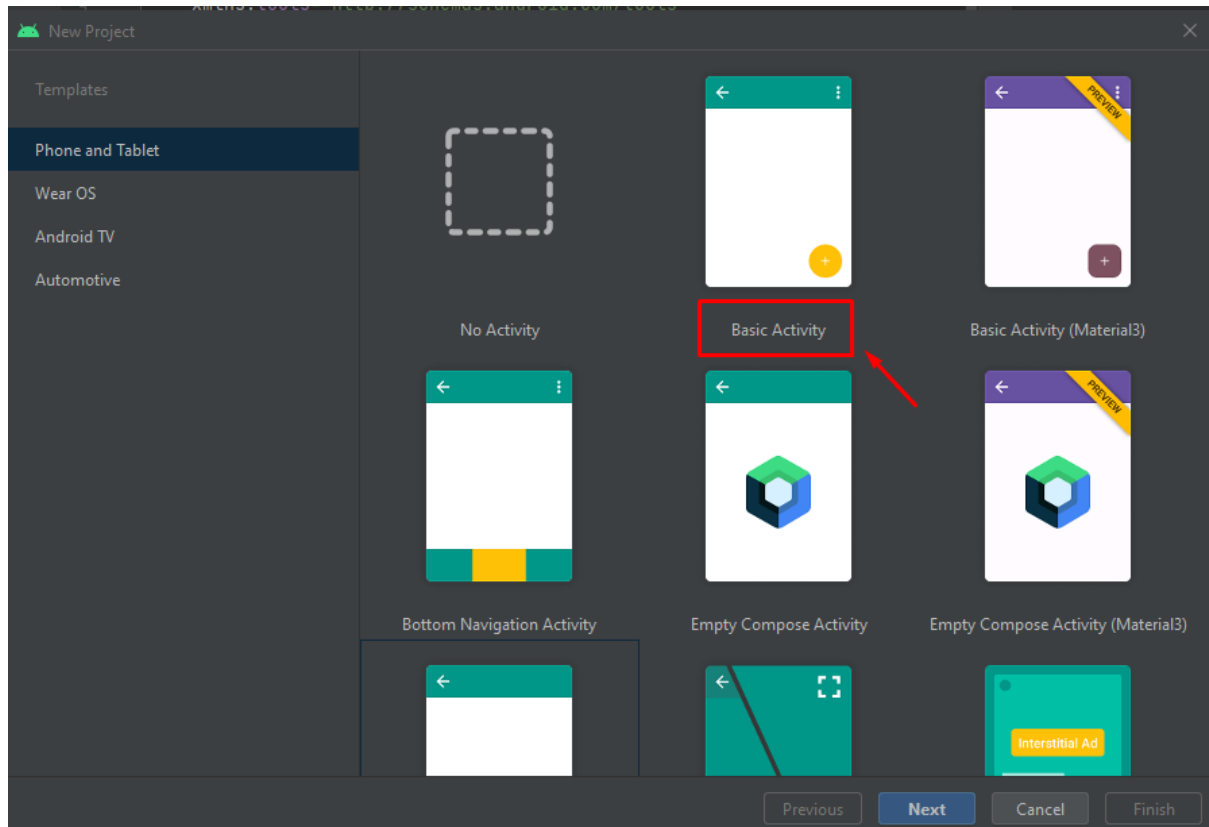 New Project
Templates
Phone and Tablet
Wear OS
Android TV
Automotive
PREVIEW
No Activity
Basic Activity
Basic Activity (Material3)
PREVIEW
Bottom Navigation Activity
Empty Compose Activity
Empty Compose Activity (Material3)
Interstitial Ad
Previous
Next
Cancel
Finish